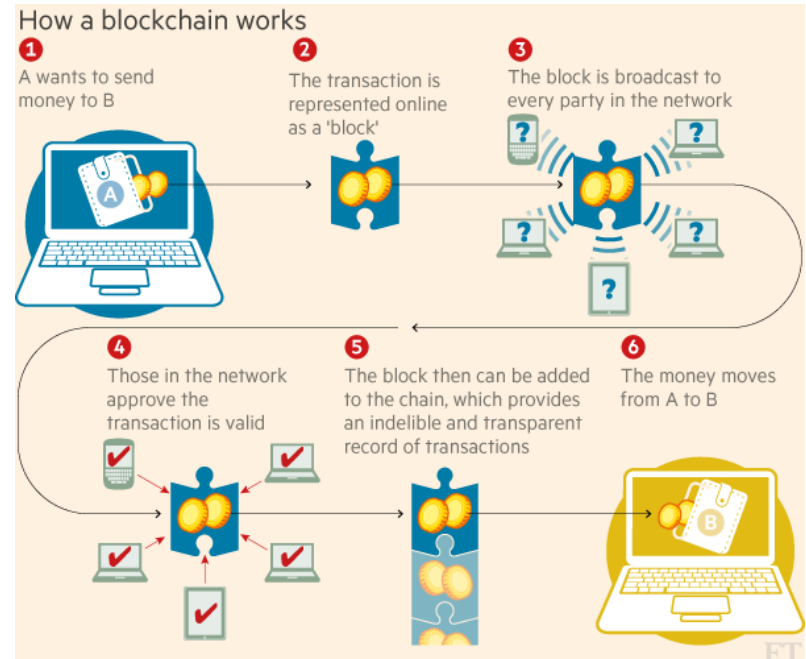 How a blockchain works
1
A wants to send
money to B
2
The transaction is
represented online
as a 'block'
3
The block is broadcast to
every party in the network
A
?
?
?
?
?
4
Those in the network
approve the
transaction is valid
5
The block then can be added
to the chain, which provides
an indelible and transparent
record of transactions
6
The money moves
from A to B
B
FT